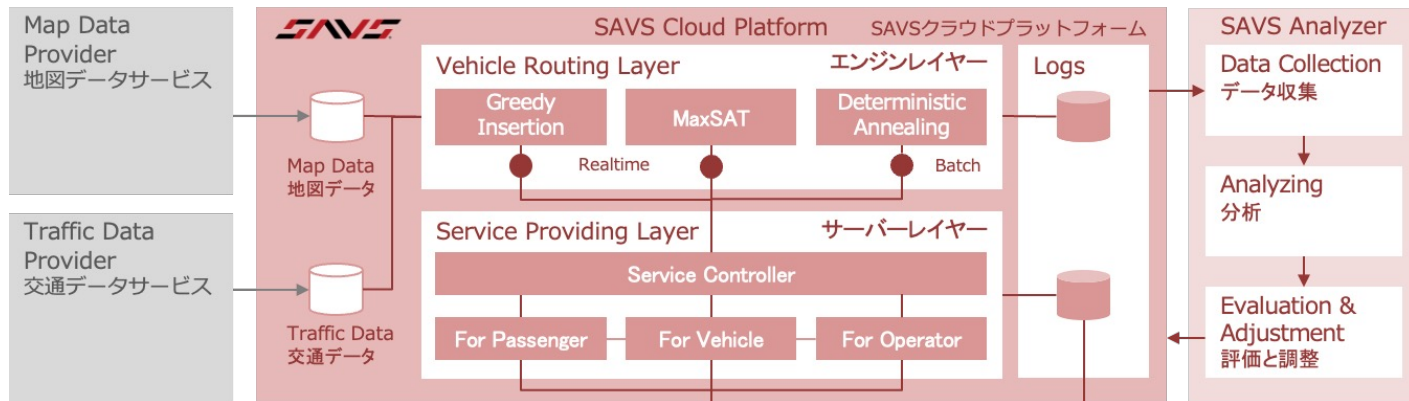 Map Data
Provider
地図データサービス
Traffic Data
Provider
交通データサービス
SAVS
SAVS Cloud Platform
SAVSクラウドプラットフォーム
Map Data
地図データ
Traffic Data
交通データ
Vehicle Routing Layer
エンジンレイヤー
Greedy
Insertion
MaxSAT
Deterministic
Annealing
Realtime
Batch
Service Providing Layer
サーバーレイヤー
Service Controller
For Passenger
For Vehicle
For Operator
Logs
SAVS Analyzer
Data Collection
データ収集
Analyzing
分析
Evaluation &
Adjustment
評価と調整